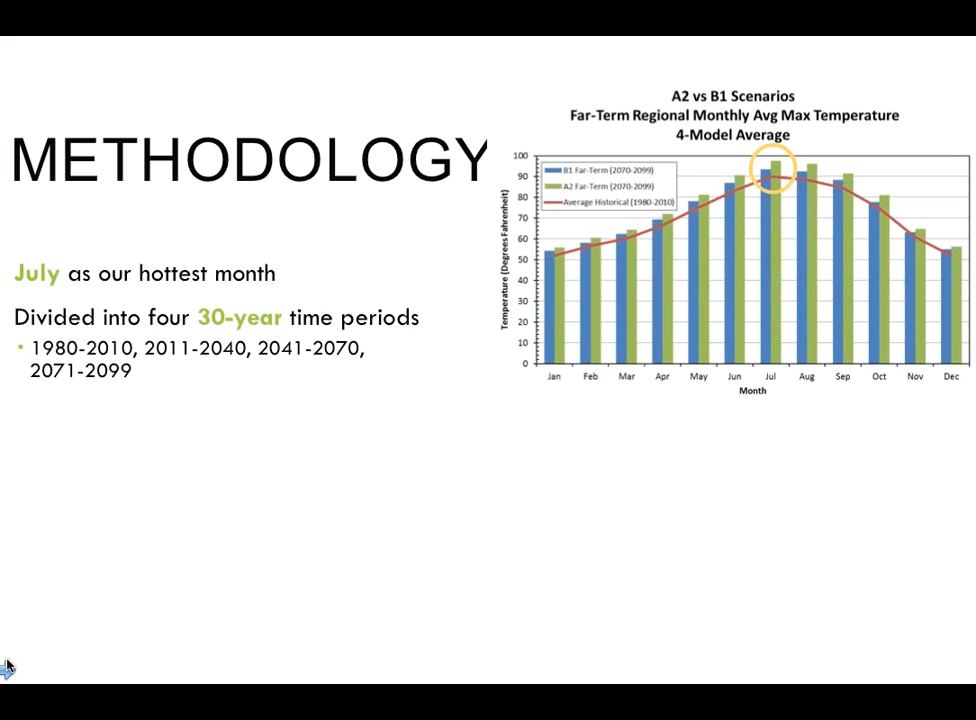 METHODOLOGY
July as our hottest month
Divided into four 30-year time periods
1980-2010, 2011-2040, 2041-2070,
2071-2099
A2 vs B1 Scenarios
Far-Term Regional Monthly Avg Max Temperature
4-Model Average
Temperature (Degrees Fahrenheit)
100
90
80
70
60
50
40
30
20
10
0
B1 Far-Term (2070-2099)
A2 Far-Term (2070-2099)
Average Historical (1980-2010)
Jan Feb Mar Apr May Jun Jul Aug Sep Oct Nov Dec
Month